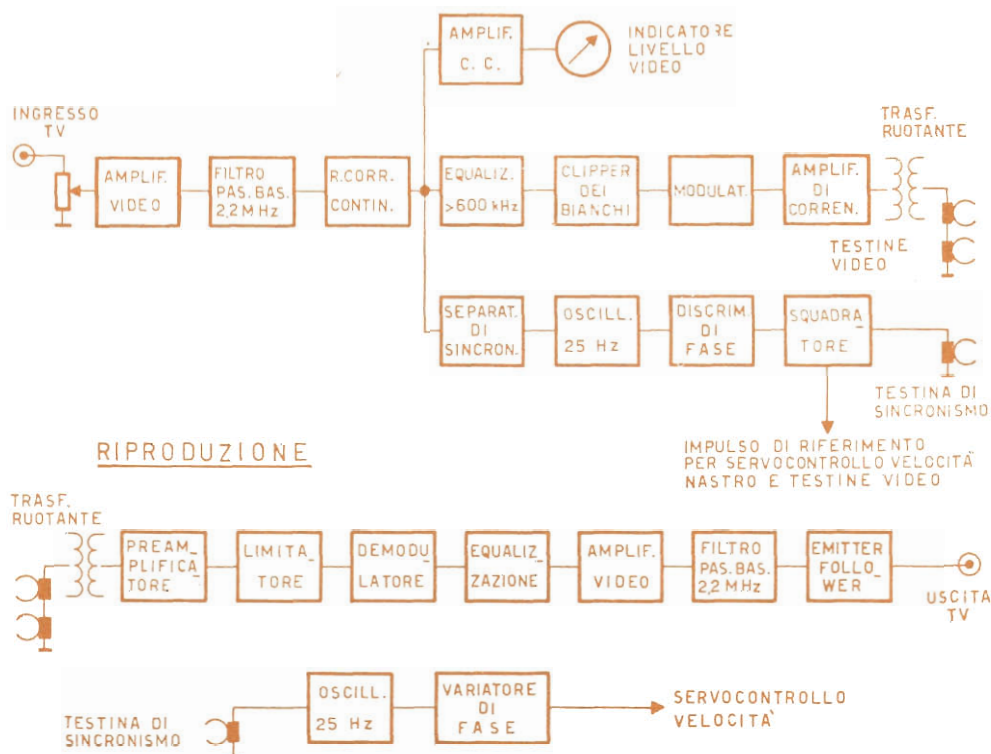 AMPLIF.
C. C.
INDICATORE
LIVELLO
VIDEO
INGRESSO
TV
AMPLIF.
VIDEO
FILTRO
PAS. BAS.
2,2 MHz
R.CORR.
CONTIN.
EQUALIZ.
>600 kHz
CLIPPER
DEI
BIANCHI
MODULAT.
AMPLIF.
DI
CORREN.
TRASF.
RUOTANTE
TESTINE
VIDEO
SEPARAT.
DI
SINCRON.
OSCILL.
25 Hz
DISCRIM.
DI
FASE
SQUADRA_
TORE
TESTINA DI
SINCRONISMO
IMPULSO DI RIFERIMENTO
PER SERVOCONTROLLO VELOCITÀ
NASTRO E TESTINE VIDEO
RIPRODUZIONE
TRASF.
RUOTANTE
PREAM_
PLIFICA_
TORE
LIMITA_
TORE
DEMODU_
LATORE
EQUALIZ_
ZAZIONE
AMPLIF.
VIDEO
FILTRO
PAS. BAS.
2,2 MHz
EMITTER
FOLLO_
WER
USCITA
TV
TESTINA DI
SINCRONISMO
OSCILL.
25 Hz
VARIATORE
DI
FASE
SERVOCONTROLLO
VELOCITÀ